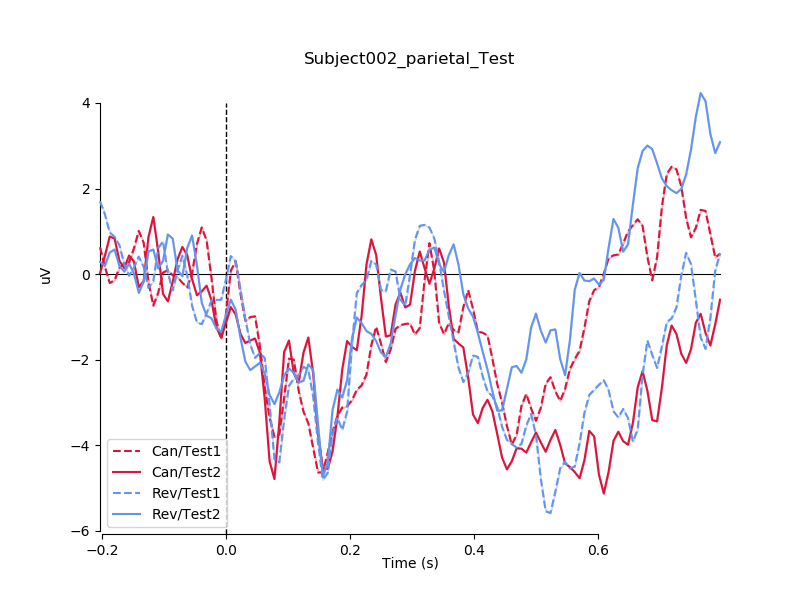 Subject002_parietal_Test
4
2
0
−2
−4
−6
uV
Can/Test1
Can/Test2
Rev/Test1
Rev/Test2
−0.2 0.0 0.2 0.4 0.6
Time (s)